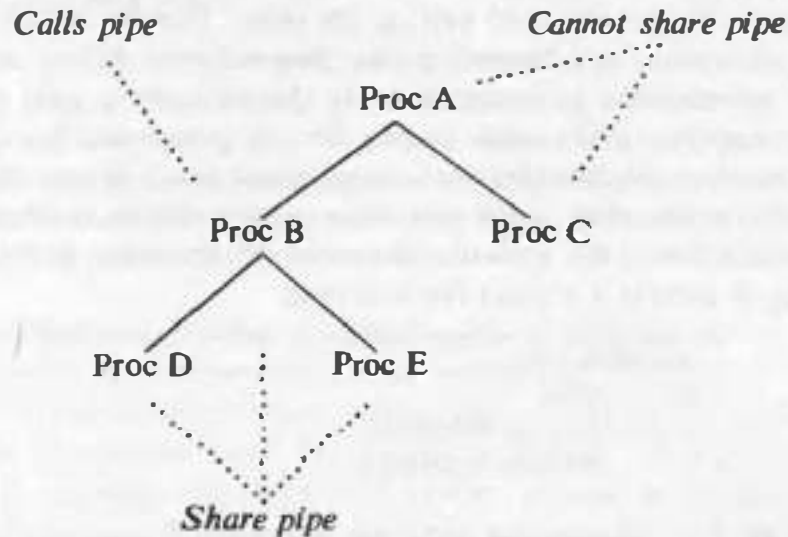 Calls pipe
Cannot share pipe
Proc A
Proc B
Proc C
Proc D
Proc E
Share pipe